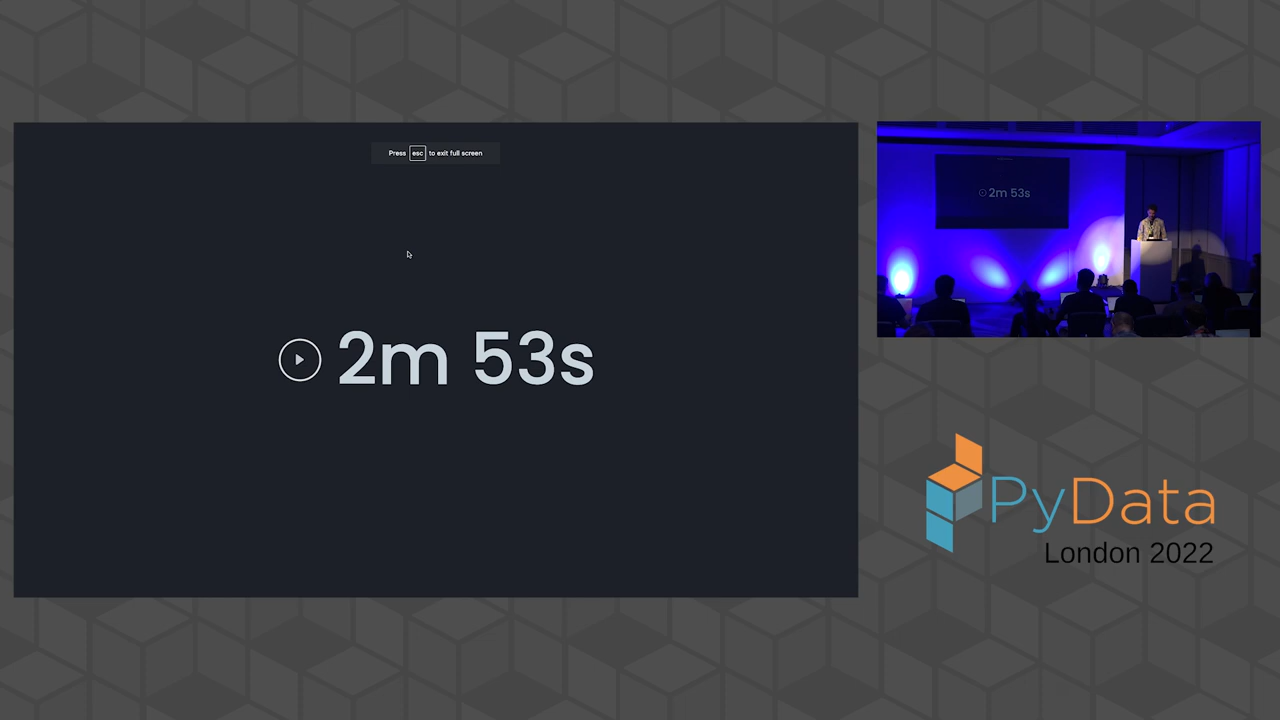 Press esc to exit full screen
2m 53s
2m 53s
PyData
London 2022